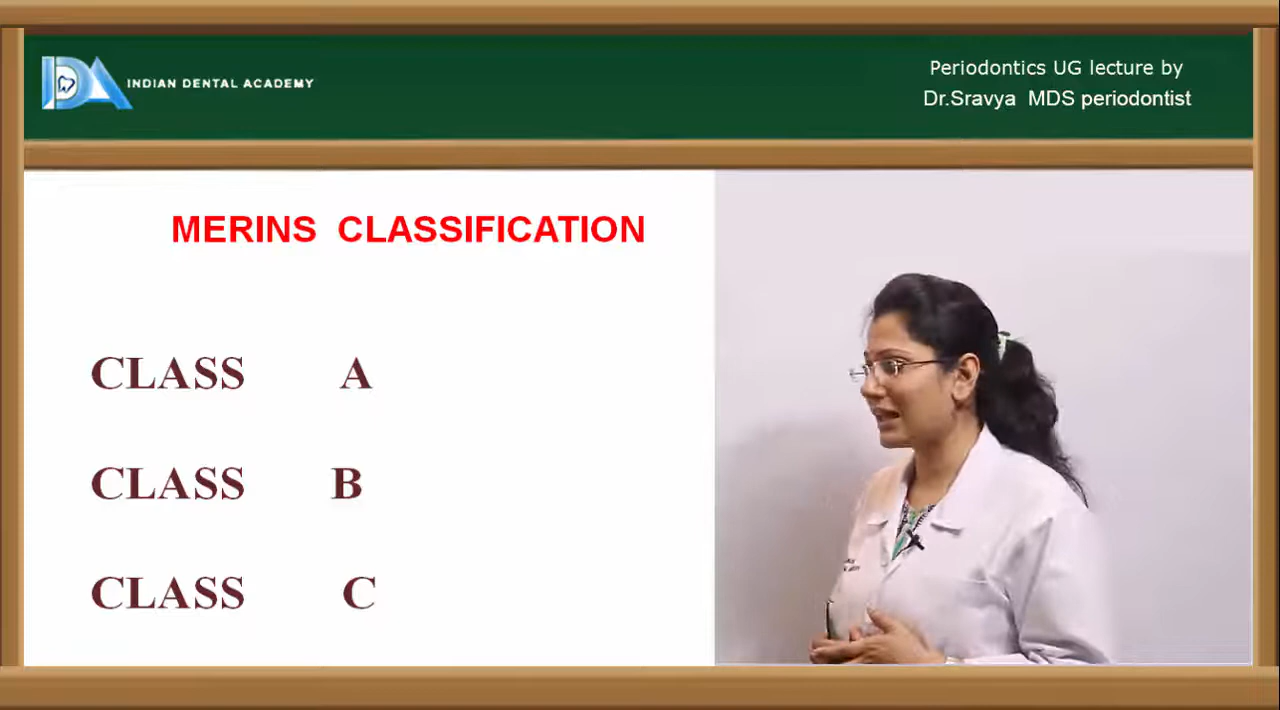 INDIAN DENTAL ACADEMY
Periodontics UG lecture by
Dr.Sravya MDS periodontist
MERINS CLASSIFICATION
CLASS A
CLASS B
CLASS C